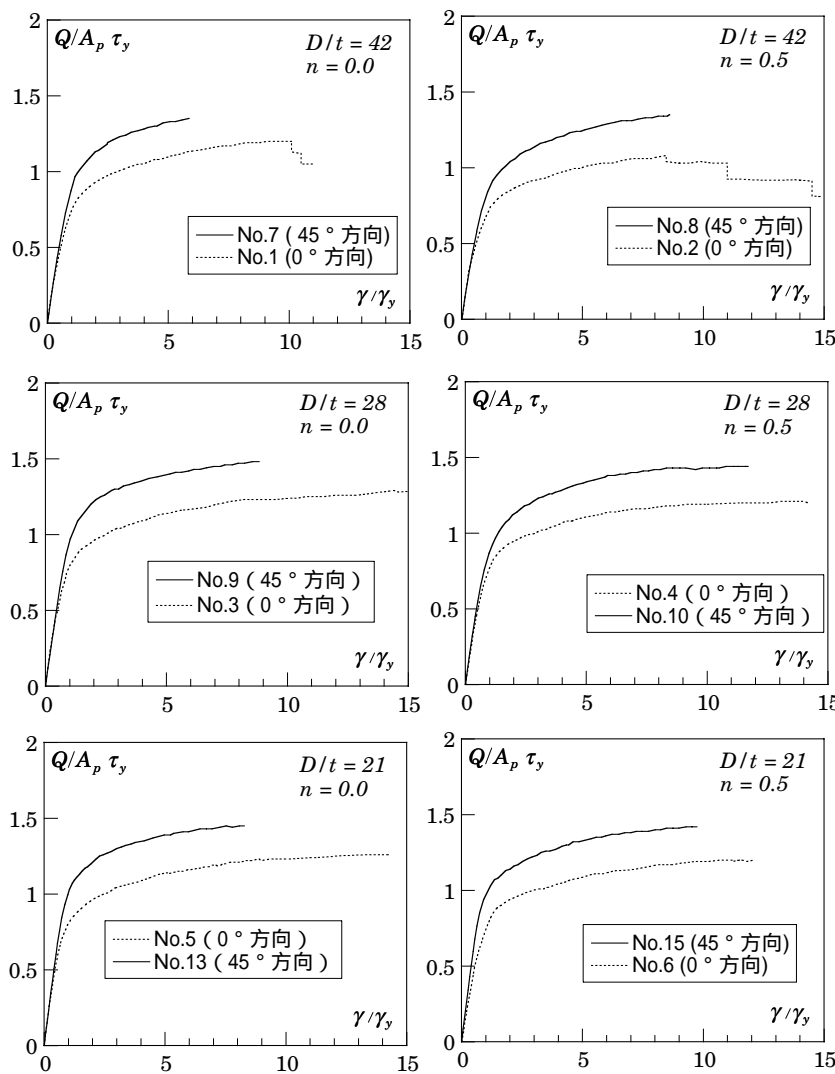 2
Q/A_p τ_y
D/t = 42
n = 0.0
1.5
1
No.7 ( 45 ° 方向)
No.1 (0 ° 方向)
0.5
γ/γ_y
0
0 5 10 15
2
Q/A_p τ_y
D/t = 42
n = 0.5
1.5
1
No.8 (45 ° 方向)
No.2 (0 ° 方向)
0.5
γ/γ_y
0
0 5 10 15
2
Q/A_p τ_y
D/t = 28
n = 0.0
1.5
1
No.9 ( 45 ° 方向 )
No.3 ( 0 ° 方向 )
0.5
γ/γ_y
0
0 5 10 15
2
Q/A_p τ_y
D/t = 28
n = 0.5
1.5
1
No.4 ( 0 ° 方向 )
No.10 ( 45 ° 方向 )
0.5
γ/γ_y
0
0 5 10 15
2
Q/A_p τ_y
D/t = 21
n = 0.0
1.5
1
No.5 ( 0 ° 方向 )
No.13 ( 45 ° 方向 )
0.5
γ/γ_y
0
0 5 10 15
2
Q/A_p τ_y
D/t = 21
n = 0.5
1.5
1
No.15 (45 ° 方向)
No.6 (0 ° 方向)
0.5
γ/γ_y
0
0 5 10 15